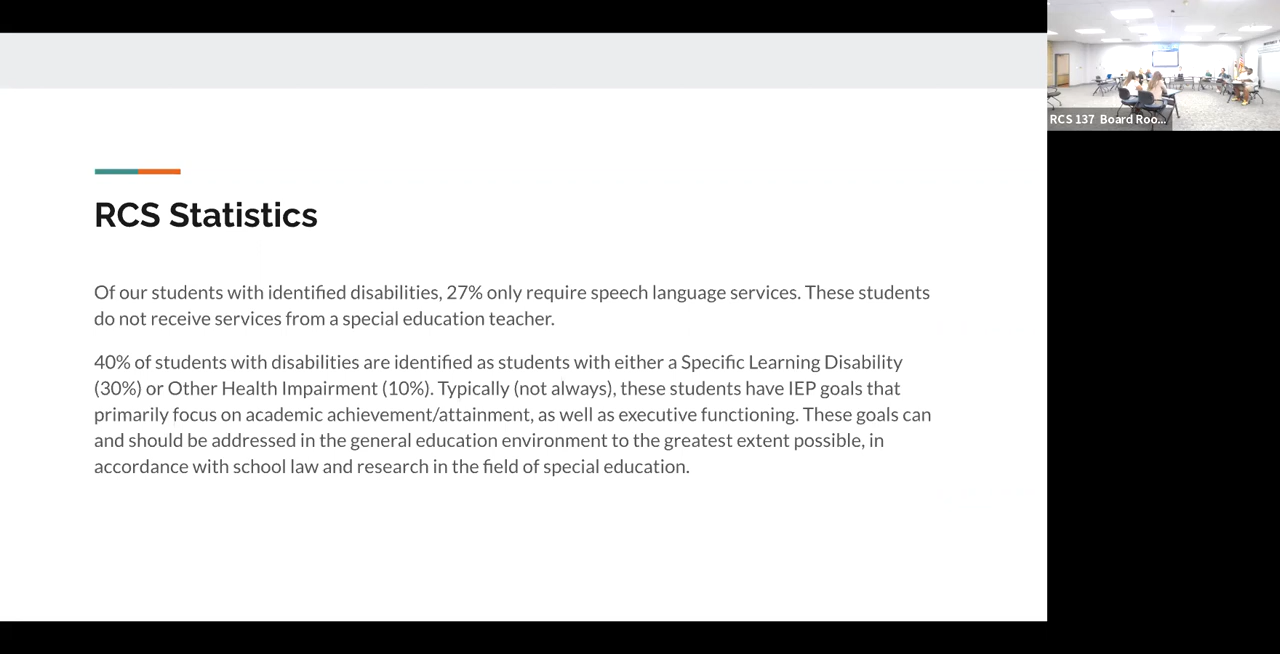 RCS Statistics
Of our students with identified disabilities, 27% only require speech language services. These students
do not receive services from a special education teacher.
40% of students with disabilities are identified as students with either a Specific Learning Disability
(30%) or Other Health Impairment (10%). Typically (not always), these students have IEP goals that
primarily focus on academic achievement/attainment, as well as executive functioning. These goals can
and should be addressed in the general education environment to the greatest extent possible, in
accordance with school law and research in the field of special education.
RCS 137 Board Roo...